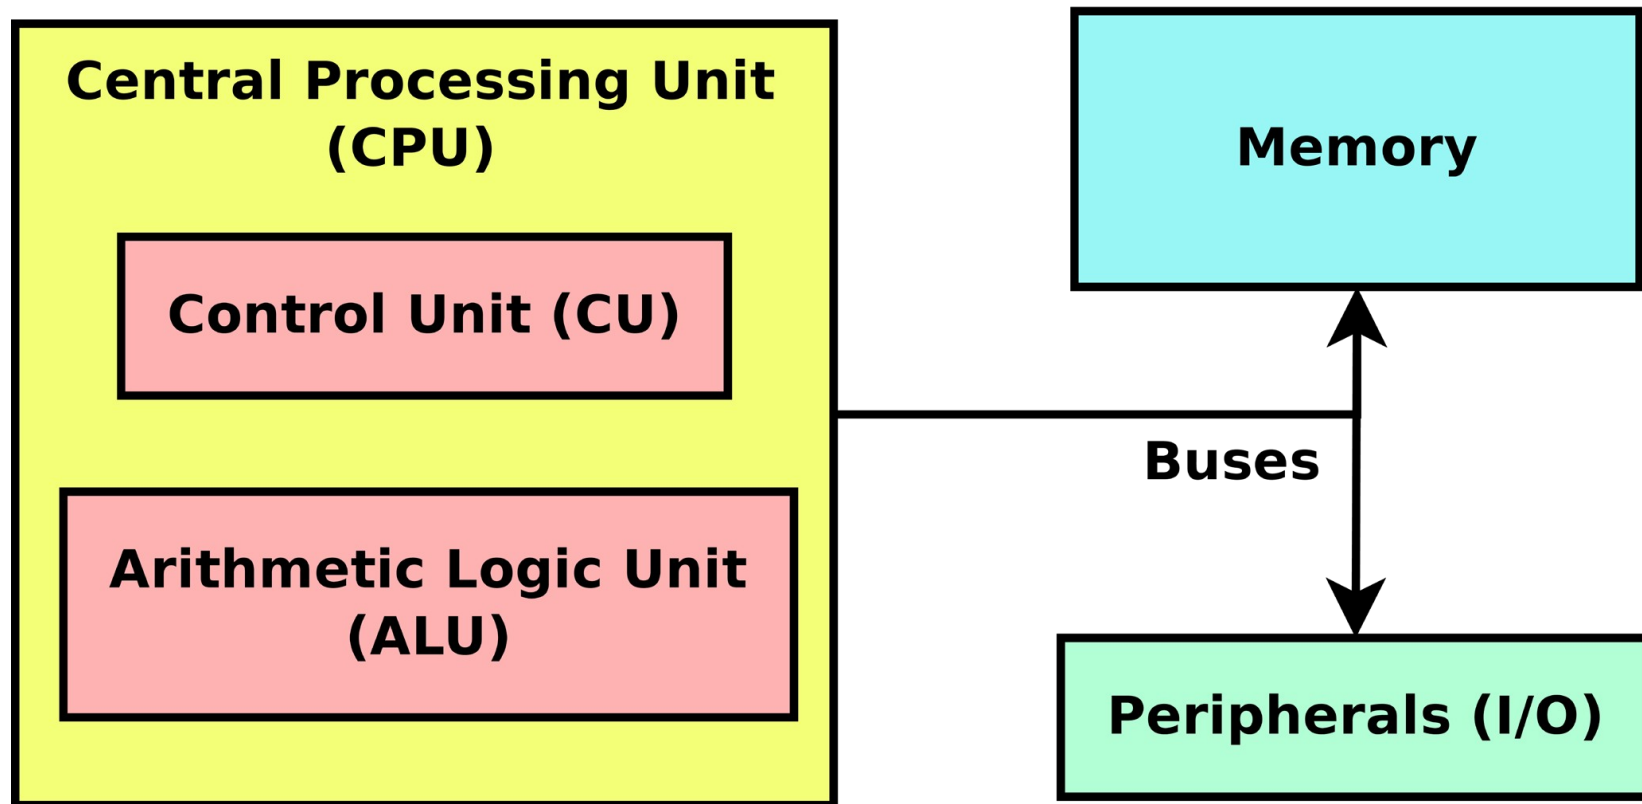 Central Processing Unit
(CPU)
Control Unit (CU)
Arithmetic Logic Unit
(ALU)
Memory
Buses
Peripherals (I/O)